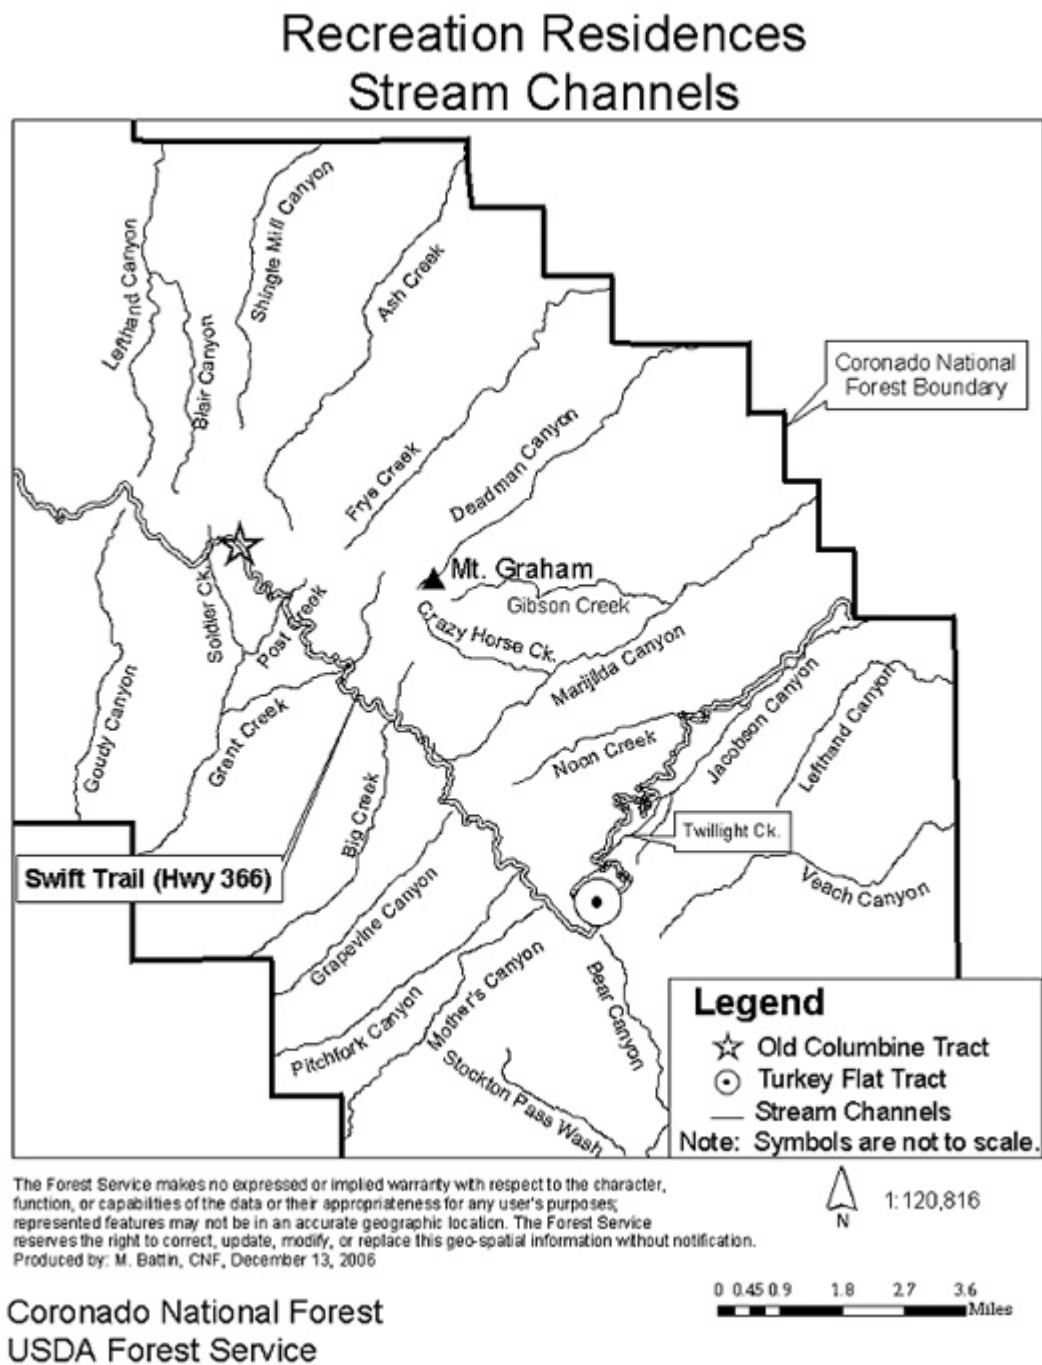 Recreation Residences
Stream Channels
Lefthand Canyon
Shingle Mill Canyon
Ash Creek
Blair Canyon
Coronado National
Forest Boundary
Frye Creek
Deadman Canyon
Mt. Graham
Gibson Creek
Crazy Horse Ck.
Soldier Ck.
Post Creek
Marijilda Canyon
Goudy Canyon
Grant Creek
Noon Creek
Jacobson Canyon
Lefthand Canyon
Big Creek
Twillight Ck.
Swift Trail (Hwy 366)
Veach Canyon
Grapevine Canyon
Pitchfork Canyon
Mother's Canyon
Bear Canyon
Stockton Pass Wash
Legend
Old Columbine Tract
Turkey Flat Tract
Stream Channels
Note: Symbols are not to scale.
The Forest Service makes no expressed or implied warranty with respect to the character,
function, or capabilities of the data or their appropriateness for any user's purposes;
represented features may not be in an accurate geographic location. The Forest Service
reserves the right to correct, update, modify, or replace this geo-spatial information without notification.
Produced by: M. Battin, CNF, December 13, 2006
N
1:120,816
0 0.45 0.9 1.8 2.7 3.6
Miles
Coronado National Forest
USDA Forest Service